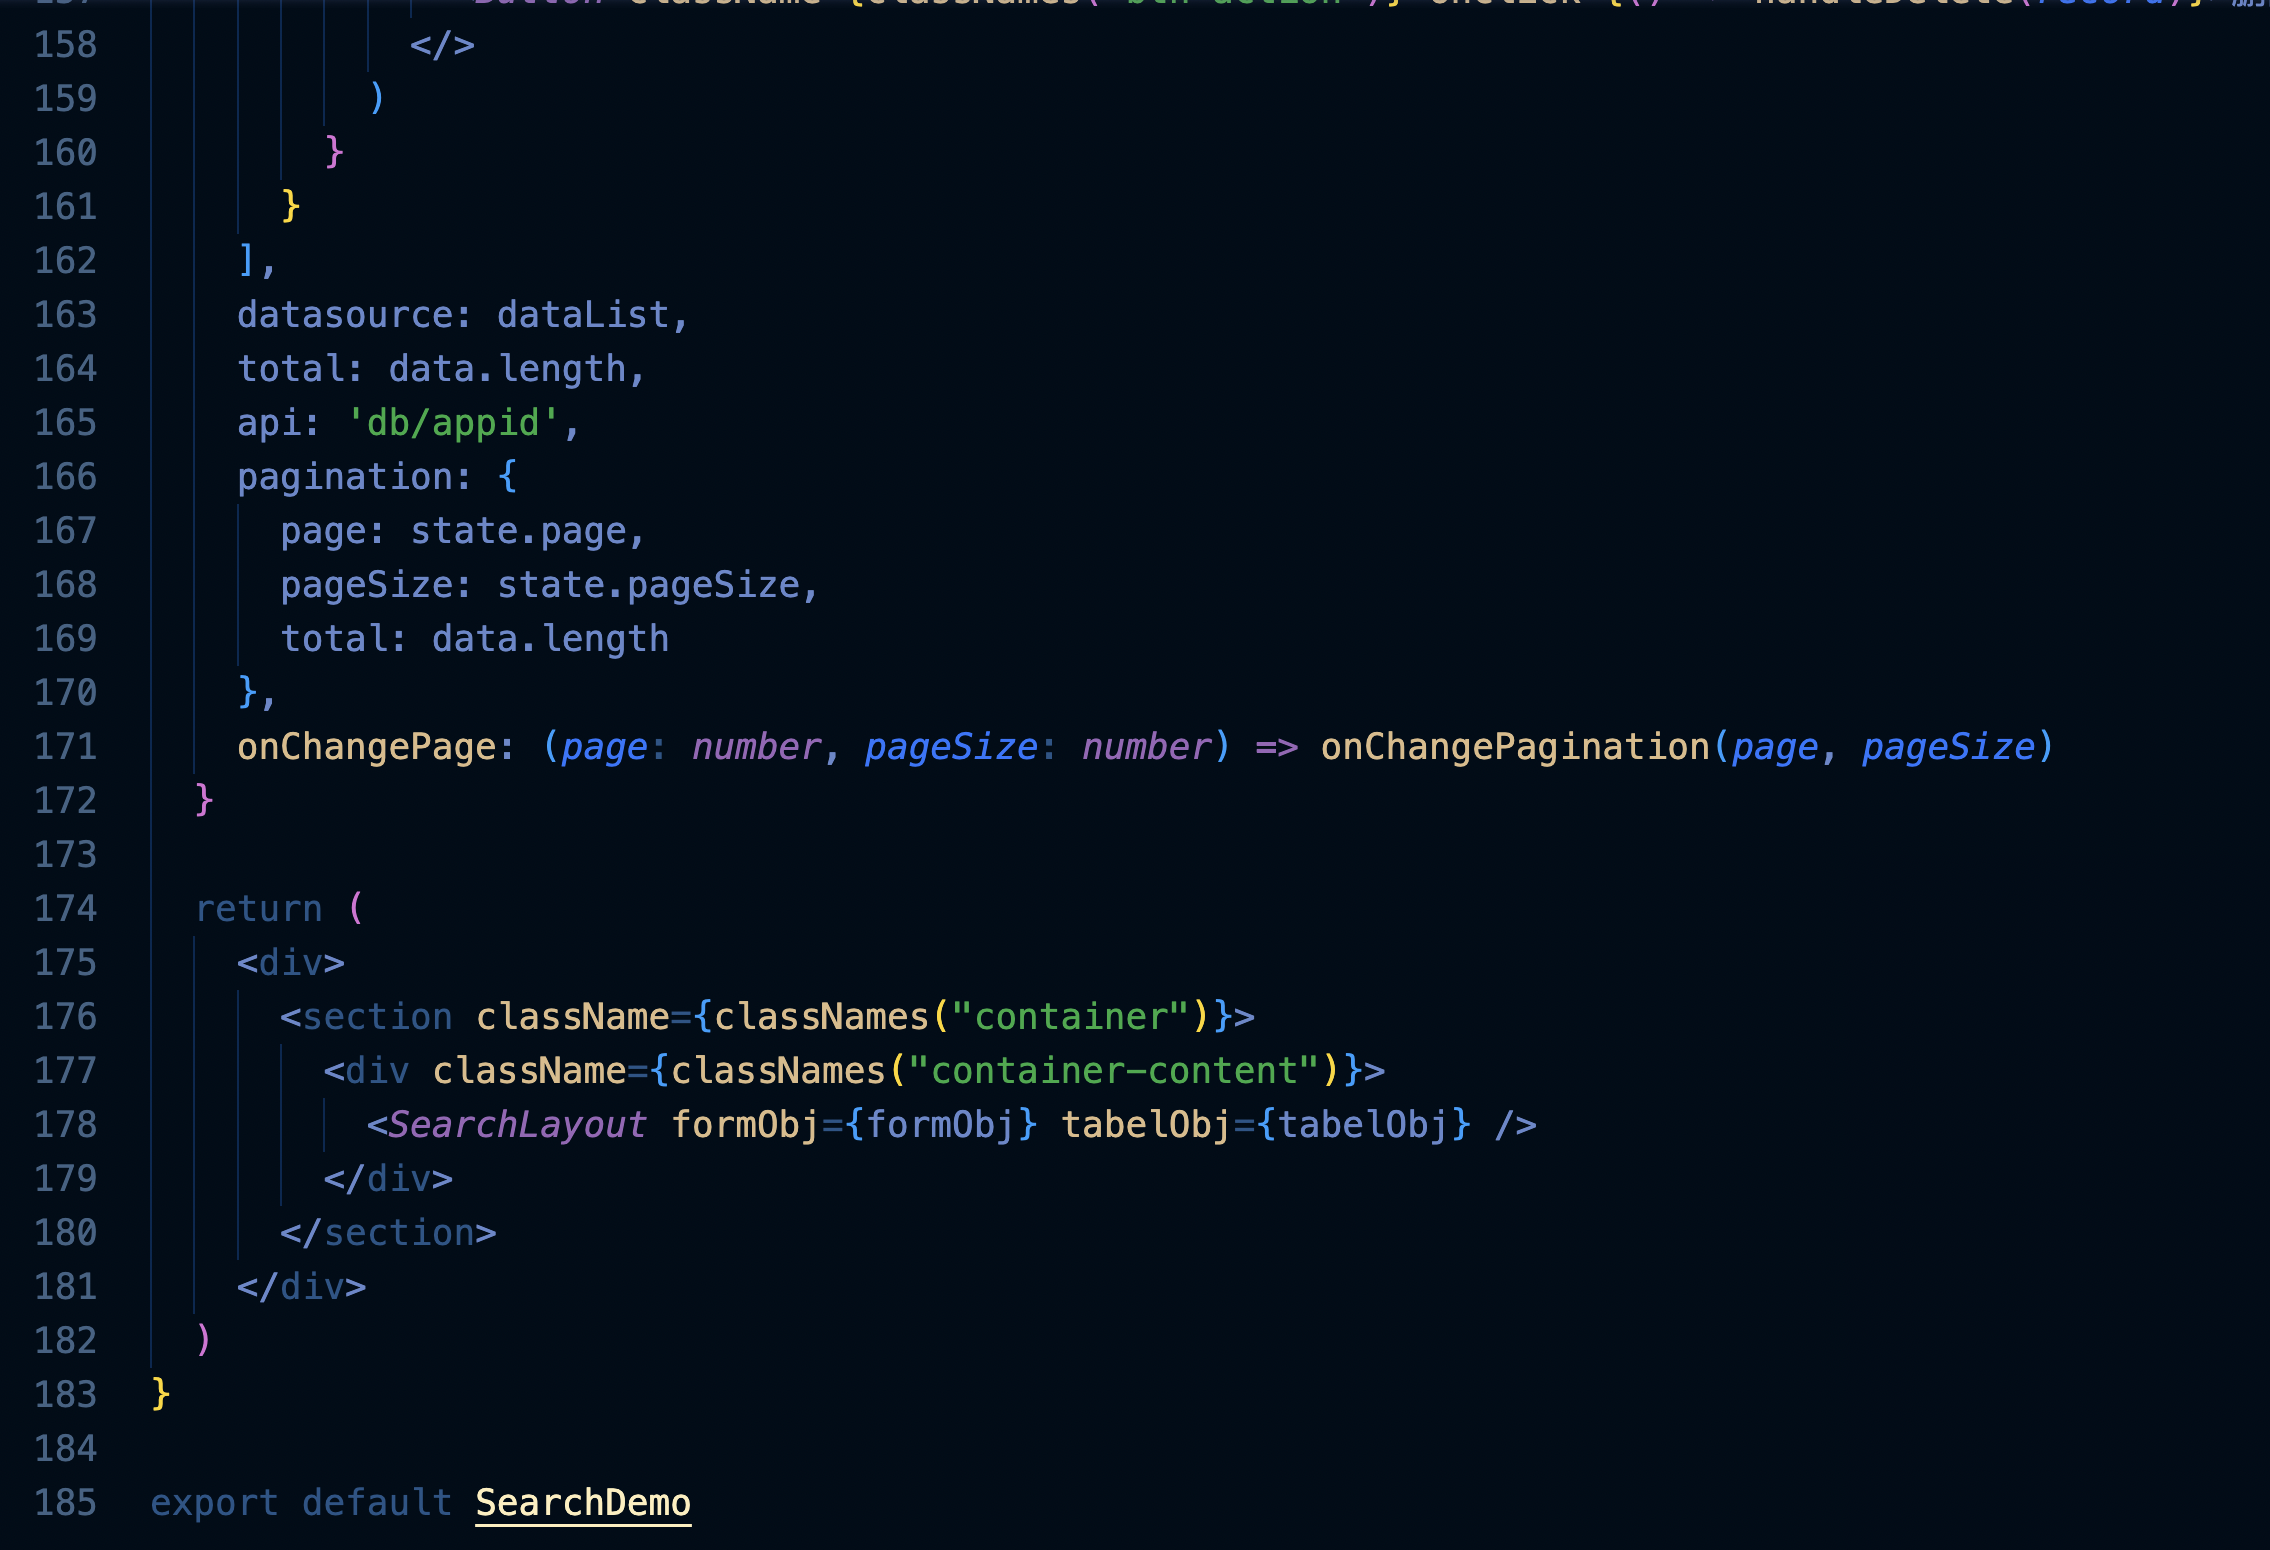 158 </>
159 )
160 }
161 }
162 ],
163 datasource: dataList,
164 total: data.length,
165 api: 'db/appid',
166 pagination: {
167 page: state.page,
168 pageSize: state.pageSize,
169 total: data.length
170 },
171 onChangePage: (page: number, pageSize: number) => onChangePagination(page, pageSize)
172 }
173
174 return (
175 <div>
176 <section className={classNames("container")}>
177 <div className={classNames("container-content")}>
178 <SearchLayout formObj={formObj} tabelObj={tabelObj} />
179 </div>
180 </section>
181 </div>
182 )
183 }
184
185 export default SearchDemo